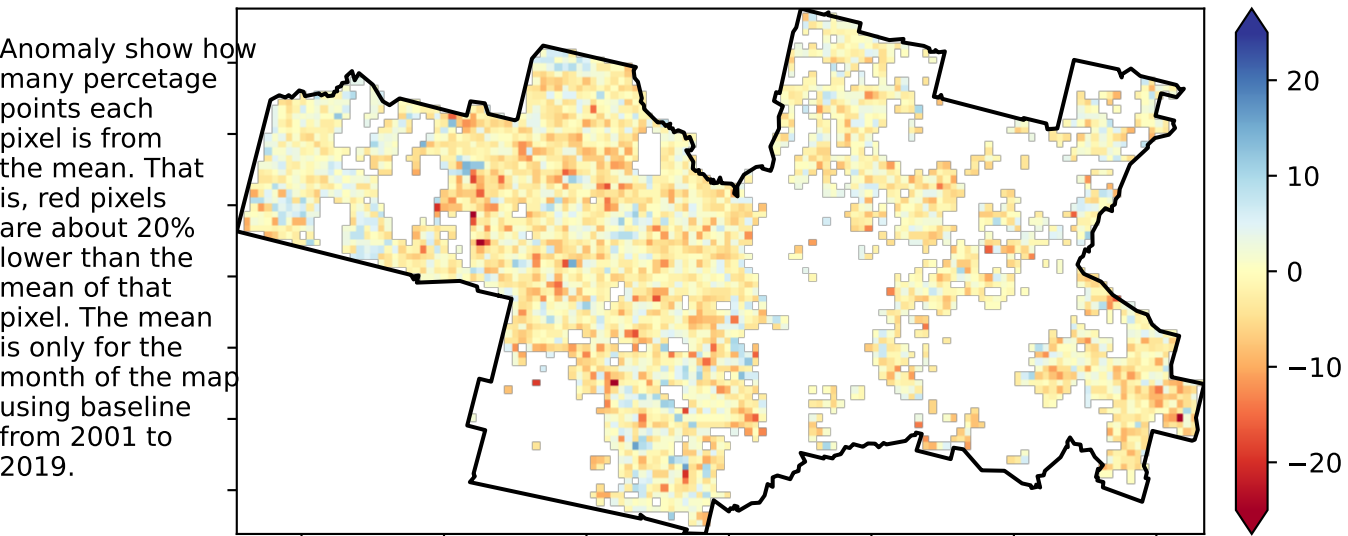 Anomaly show how
many percetage
points each
pixel is from
the mean. That
is, red pixels
are about 20%
lower than the
mean of that
pixel. The mean
is only for the
month of the map
using baseline
from 2001 to
2019.
20
10
0
−10
−20